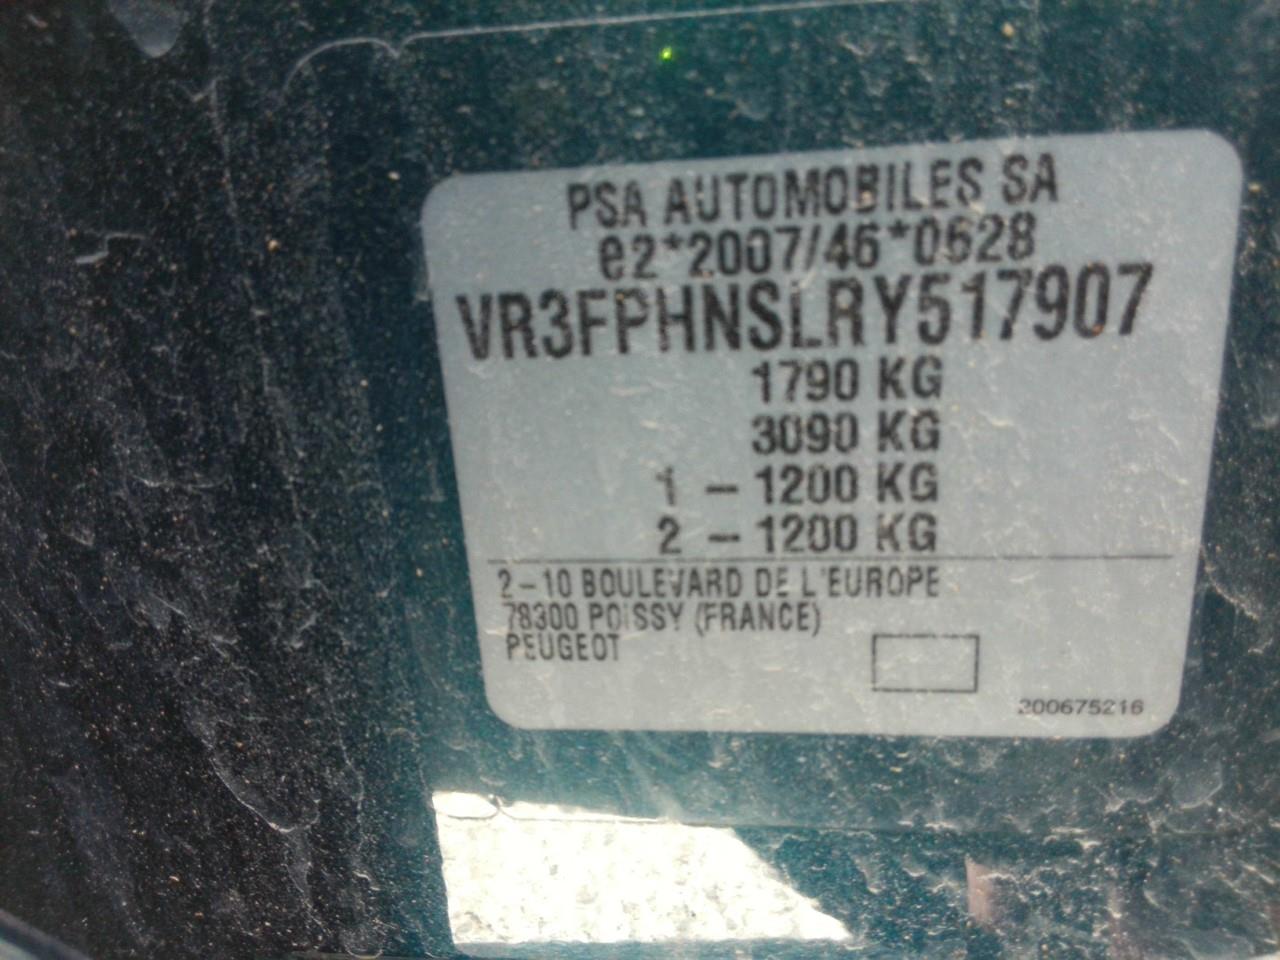 PSA AUTOMOBILES SA
e2*2007/46*0628
VR3FPHNSLRY517907
1790 KG
3090 KG
1 - 1200 KG
2 - 1200 KG
2-10 BOULEVARD DE L'EUROPE
78300 POISSY (FRANCE)
PEUGEOT
200675216